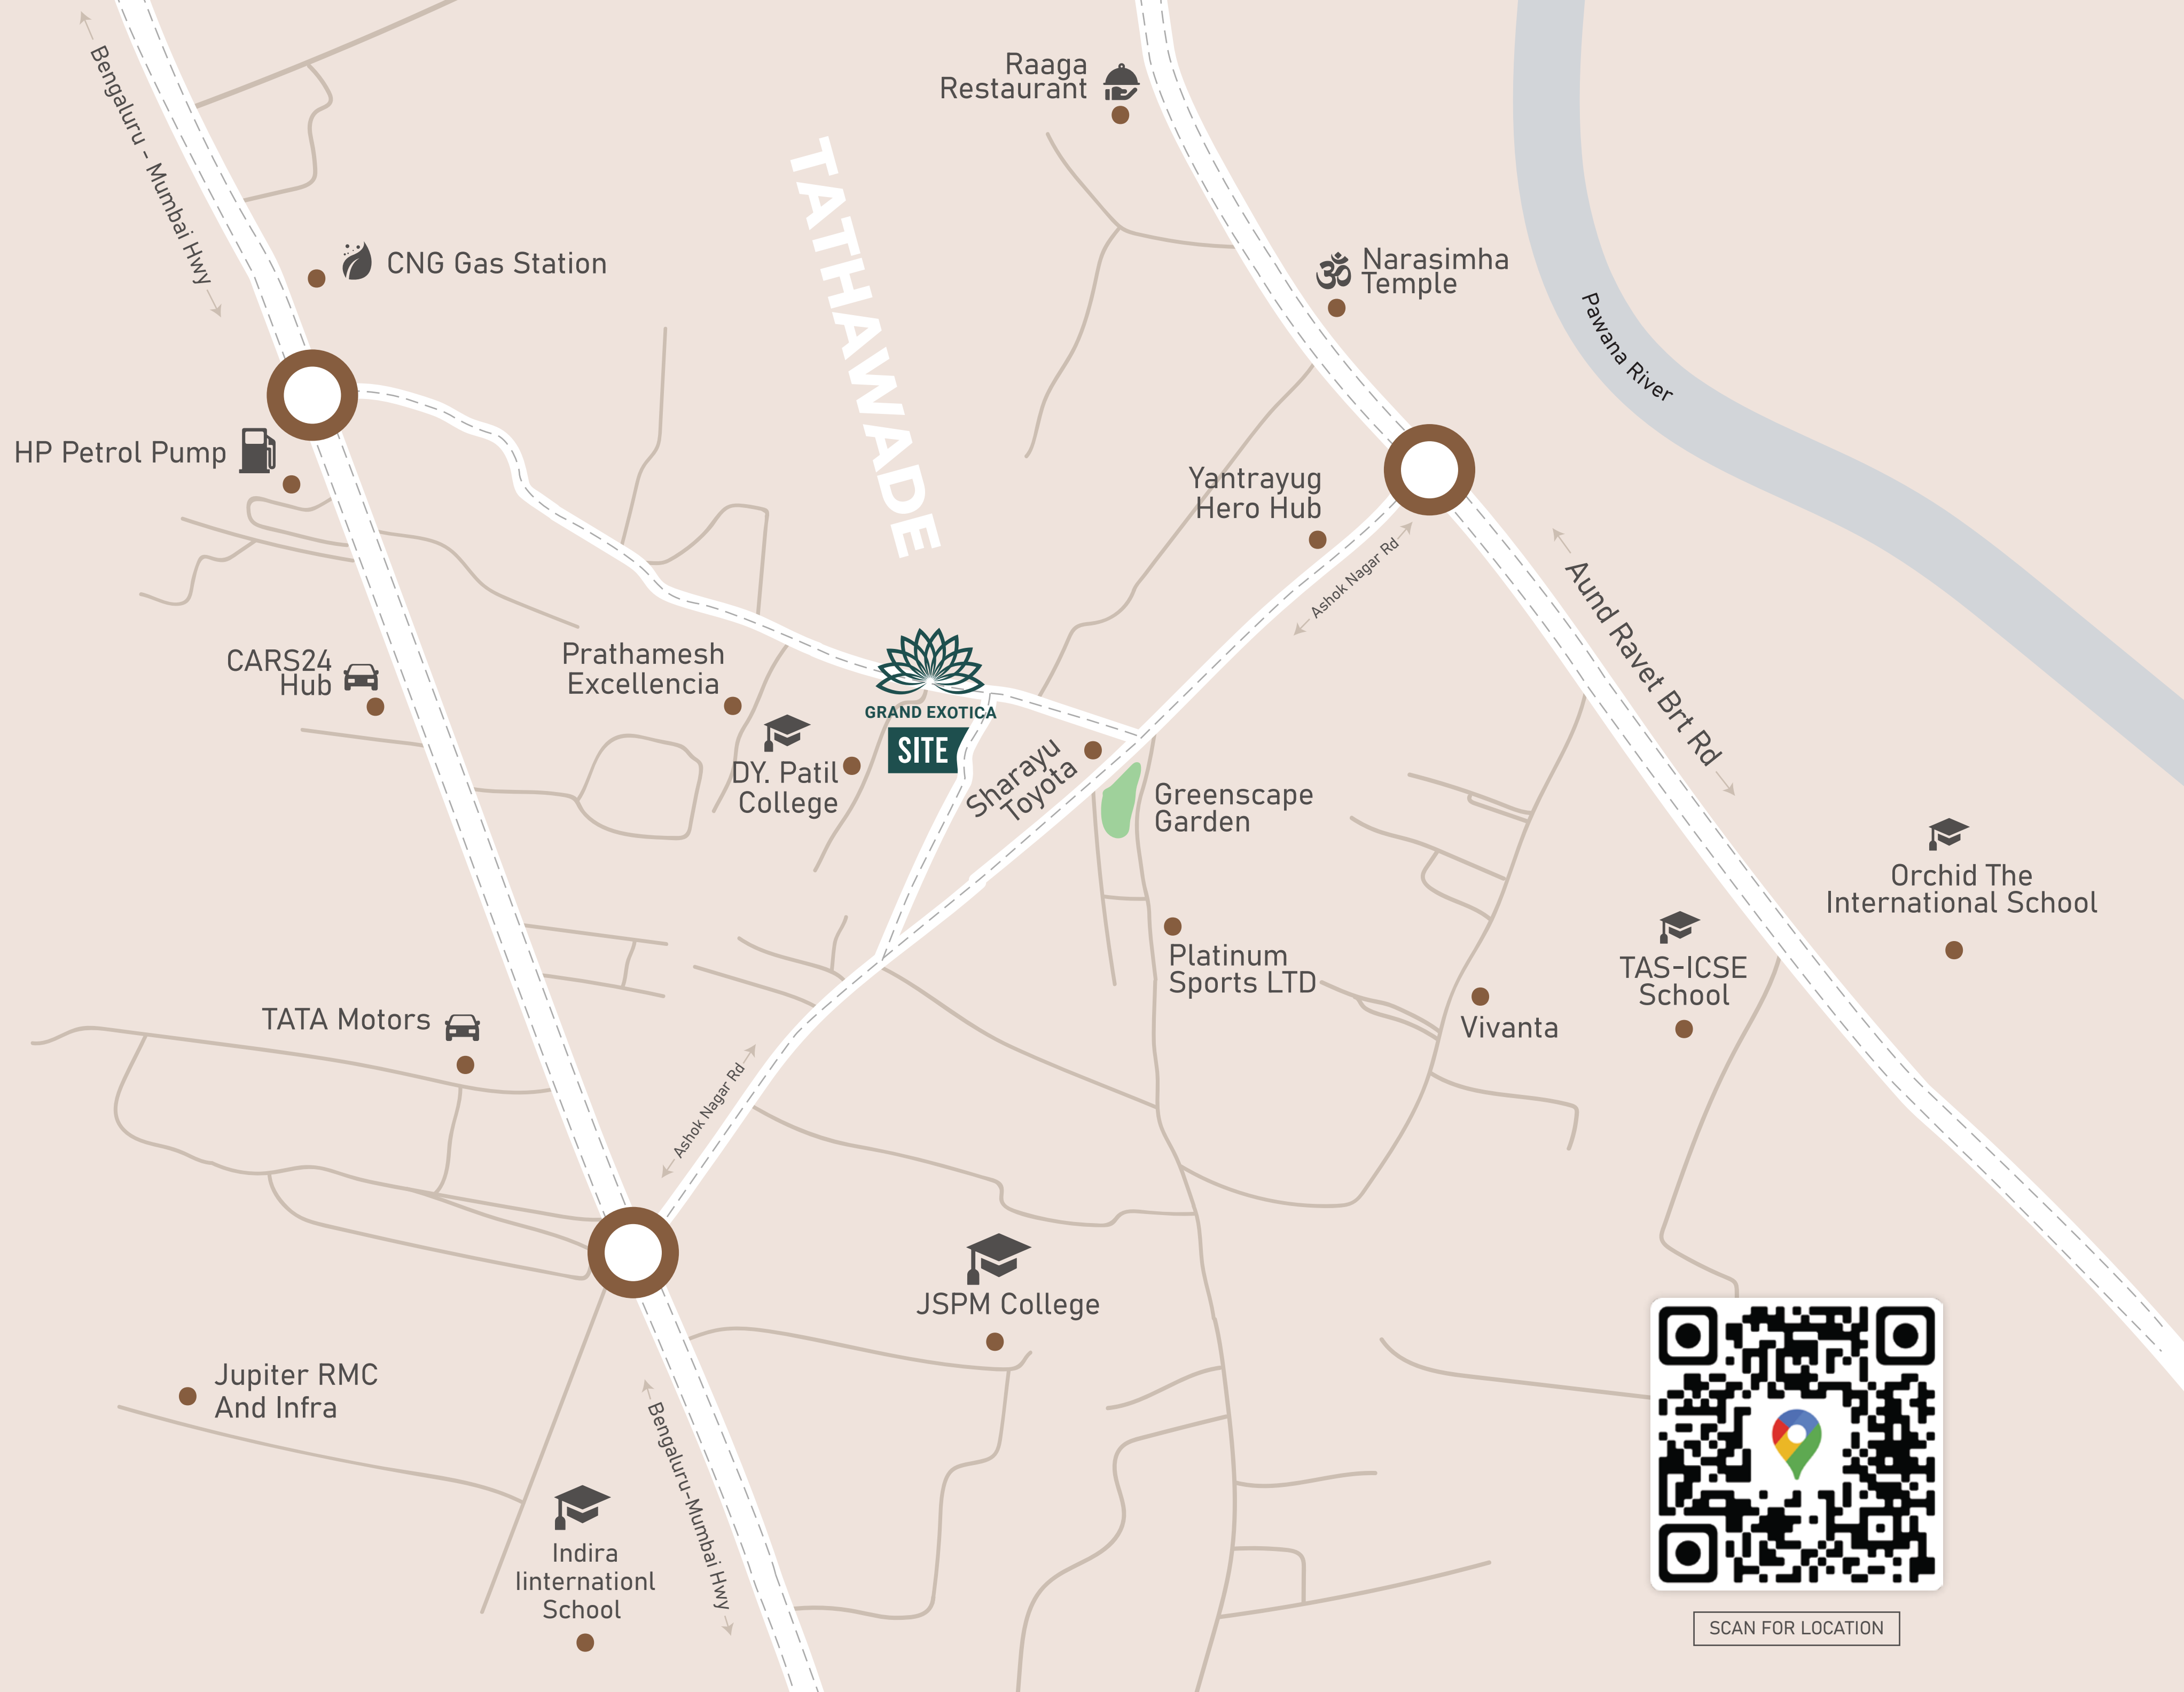 Raaga
Restaurant
Bengaluru - Mumbai Hwy
TATHAWADE
CNG Gas Station
Narasimha
Temple
Pawana River
HP Petrol Pump
Yantrayug
Hero Hub
Ashok Nagar Rd
Aund Ravet Brt Rd
CARS24
Hub
Prathamesh
Excellencia
GRAND EXOTICA
SITE
DY. Patil
College
Sharayu
Toyota
Greenscape
Garden
Orchid The
International School
TAS-ICSE
School
Platinum
Sports LTD
Vivanta
TATA Motors
Ashok Nagar Rd
JSPM College
Jupiter RMC
And Infra
Bengaluru-Mumbai Hwy
Indira
Iinternationl
School
SCAN FOR LOCATION